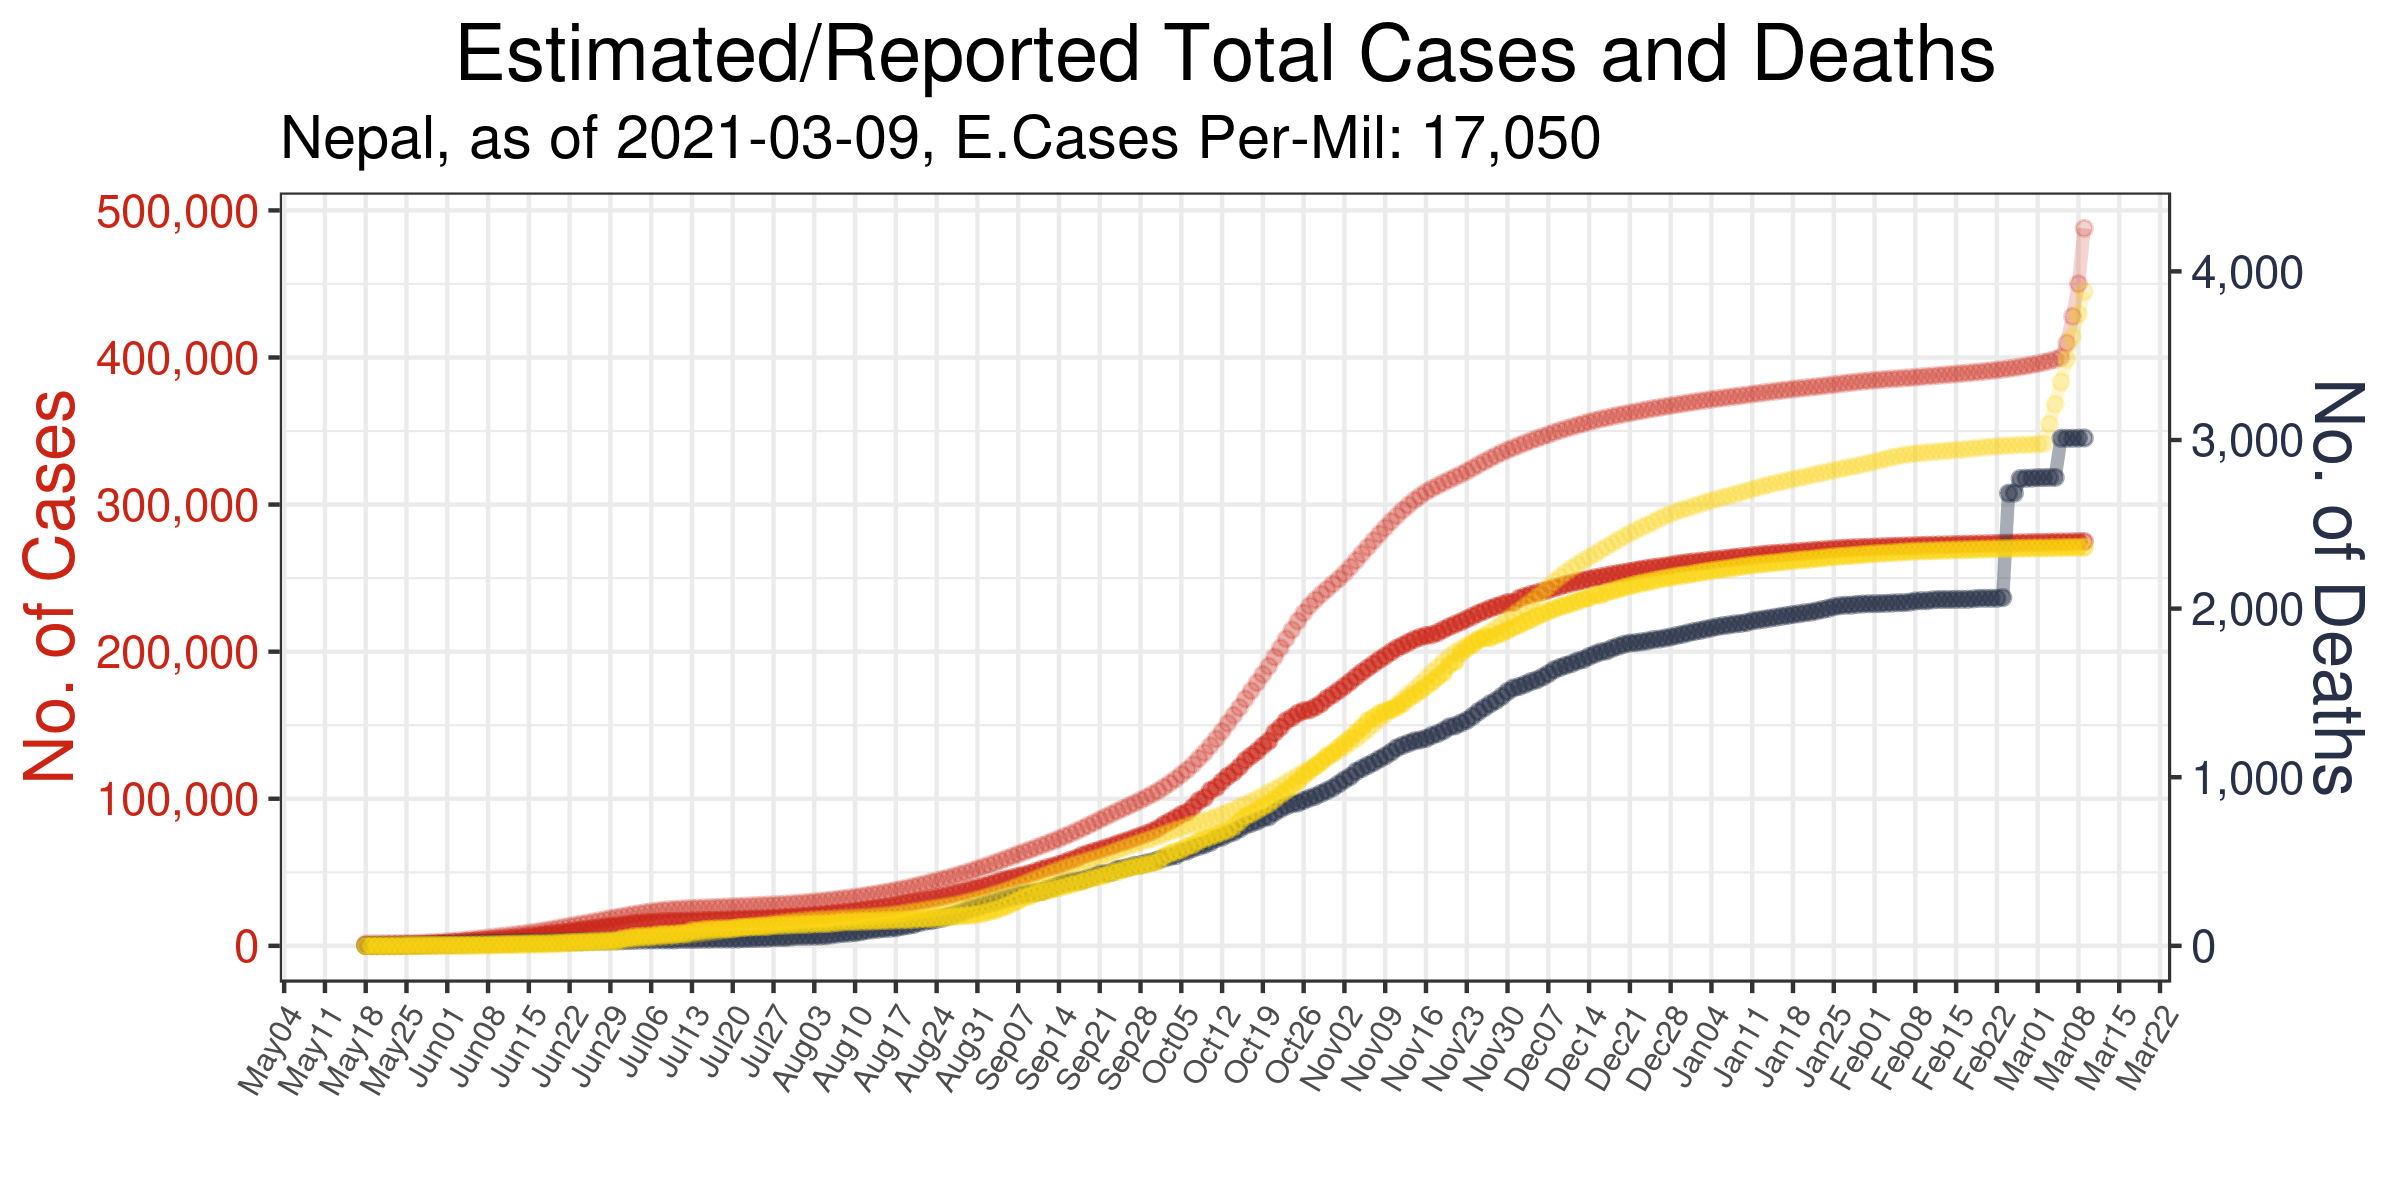 Estimated/Reported Total Cases and Deaths
Nepal, as of 2021-03-09, E.Cases Per-Mil: 17,050
No. of Cases
500,000
400,000
300,000
200,000
100,000
0
4,000
3,000
2,000
1,000
0
No. of Deaths
May04 May11 May18 May25 Jun01 Jun08 Jun15 Jun22 Jun29 Jul06 Jul13 Jul20 Jul27 Aug03 Aug10 Aug17 Aug24 Aug31 Sep07 Sep14 Sep21 Sep28 Oct05 Oct12 Oct19 Oct26 Nov02 Nov09 Nov16 Nov23 Nov30 Dec07 Dec14 Dec21 Dec28 Jan04 Jan11 Jan18 Jan25 Feb01 Feb08 Feb15 Feb22 Mar01 Mar08 Mar15 Mar22